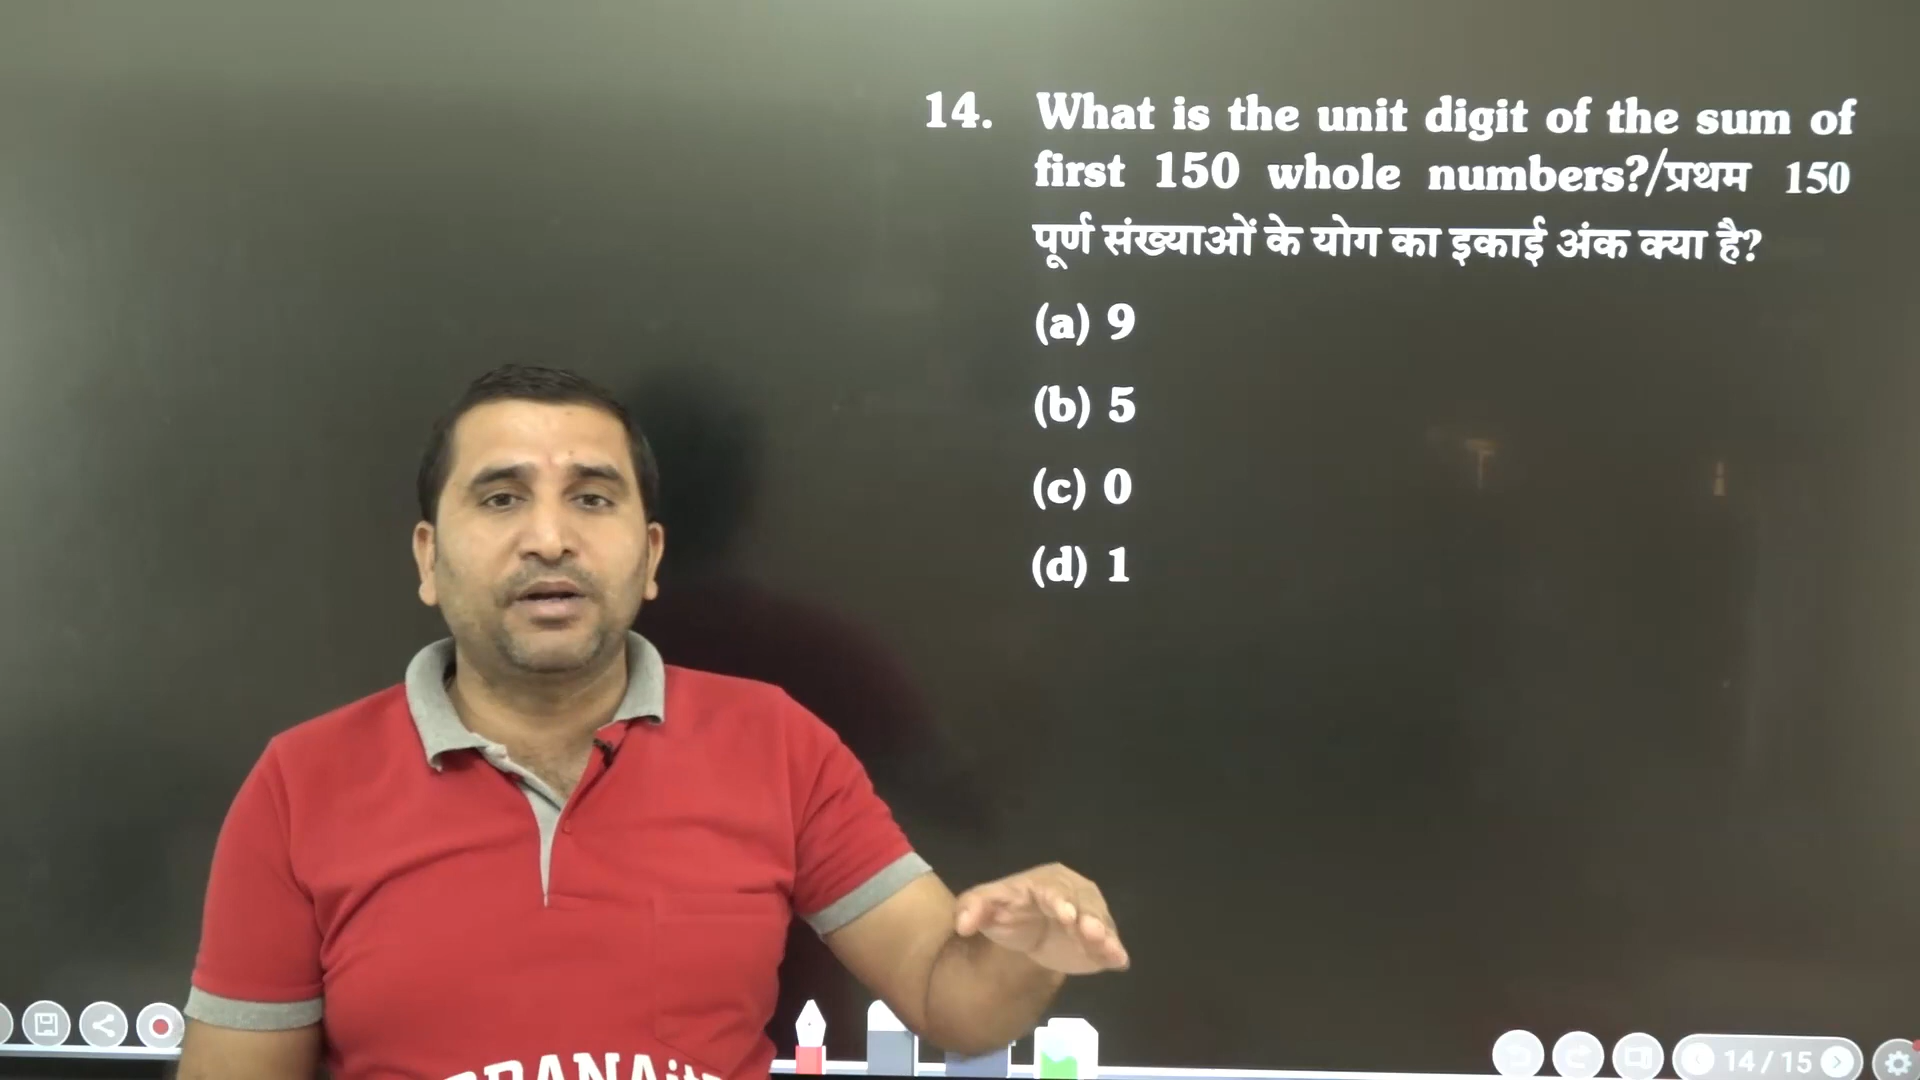 14. What is the unit digit of the sum of
first 150 whole numbers?/प्रथम 150
पूर्ण संख्याओं के योग का इकाई अंक क्या है?
(a) 9
(b) 5
(c) 0
(d) 1
14/15